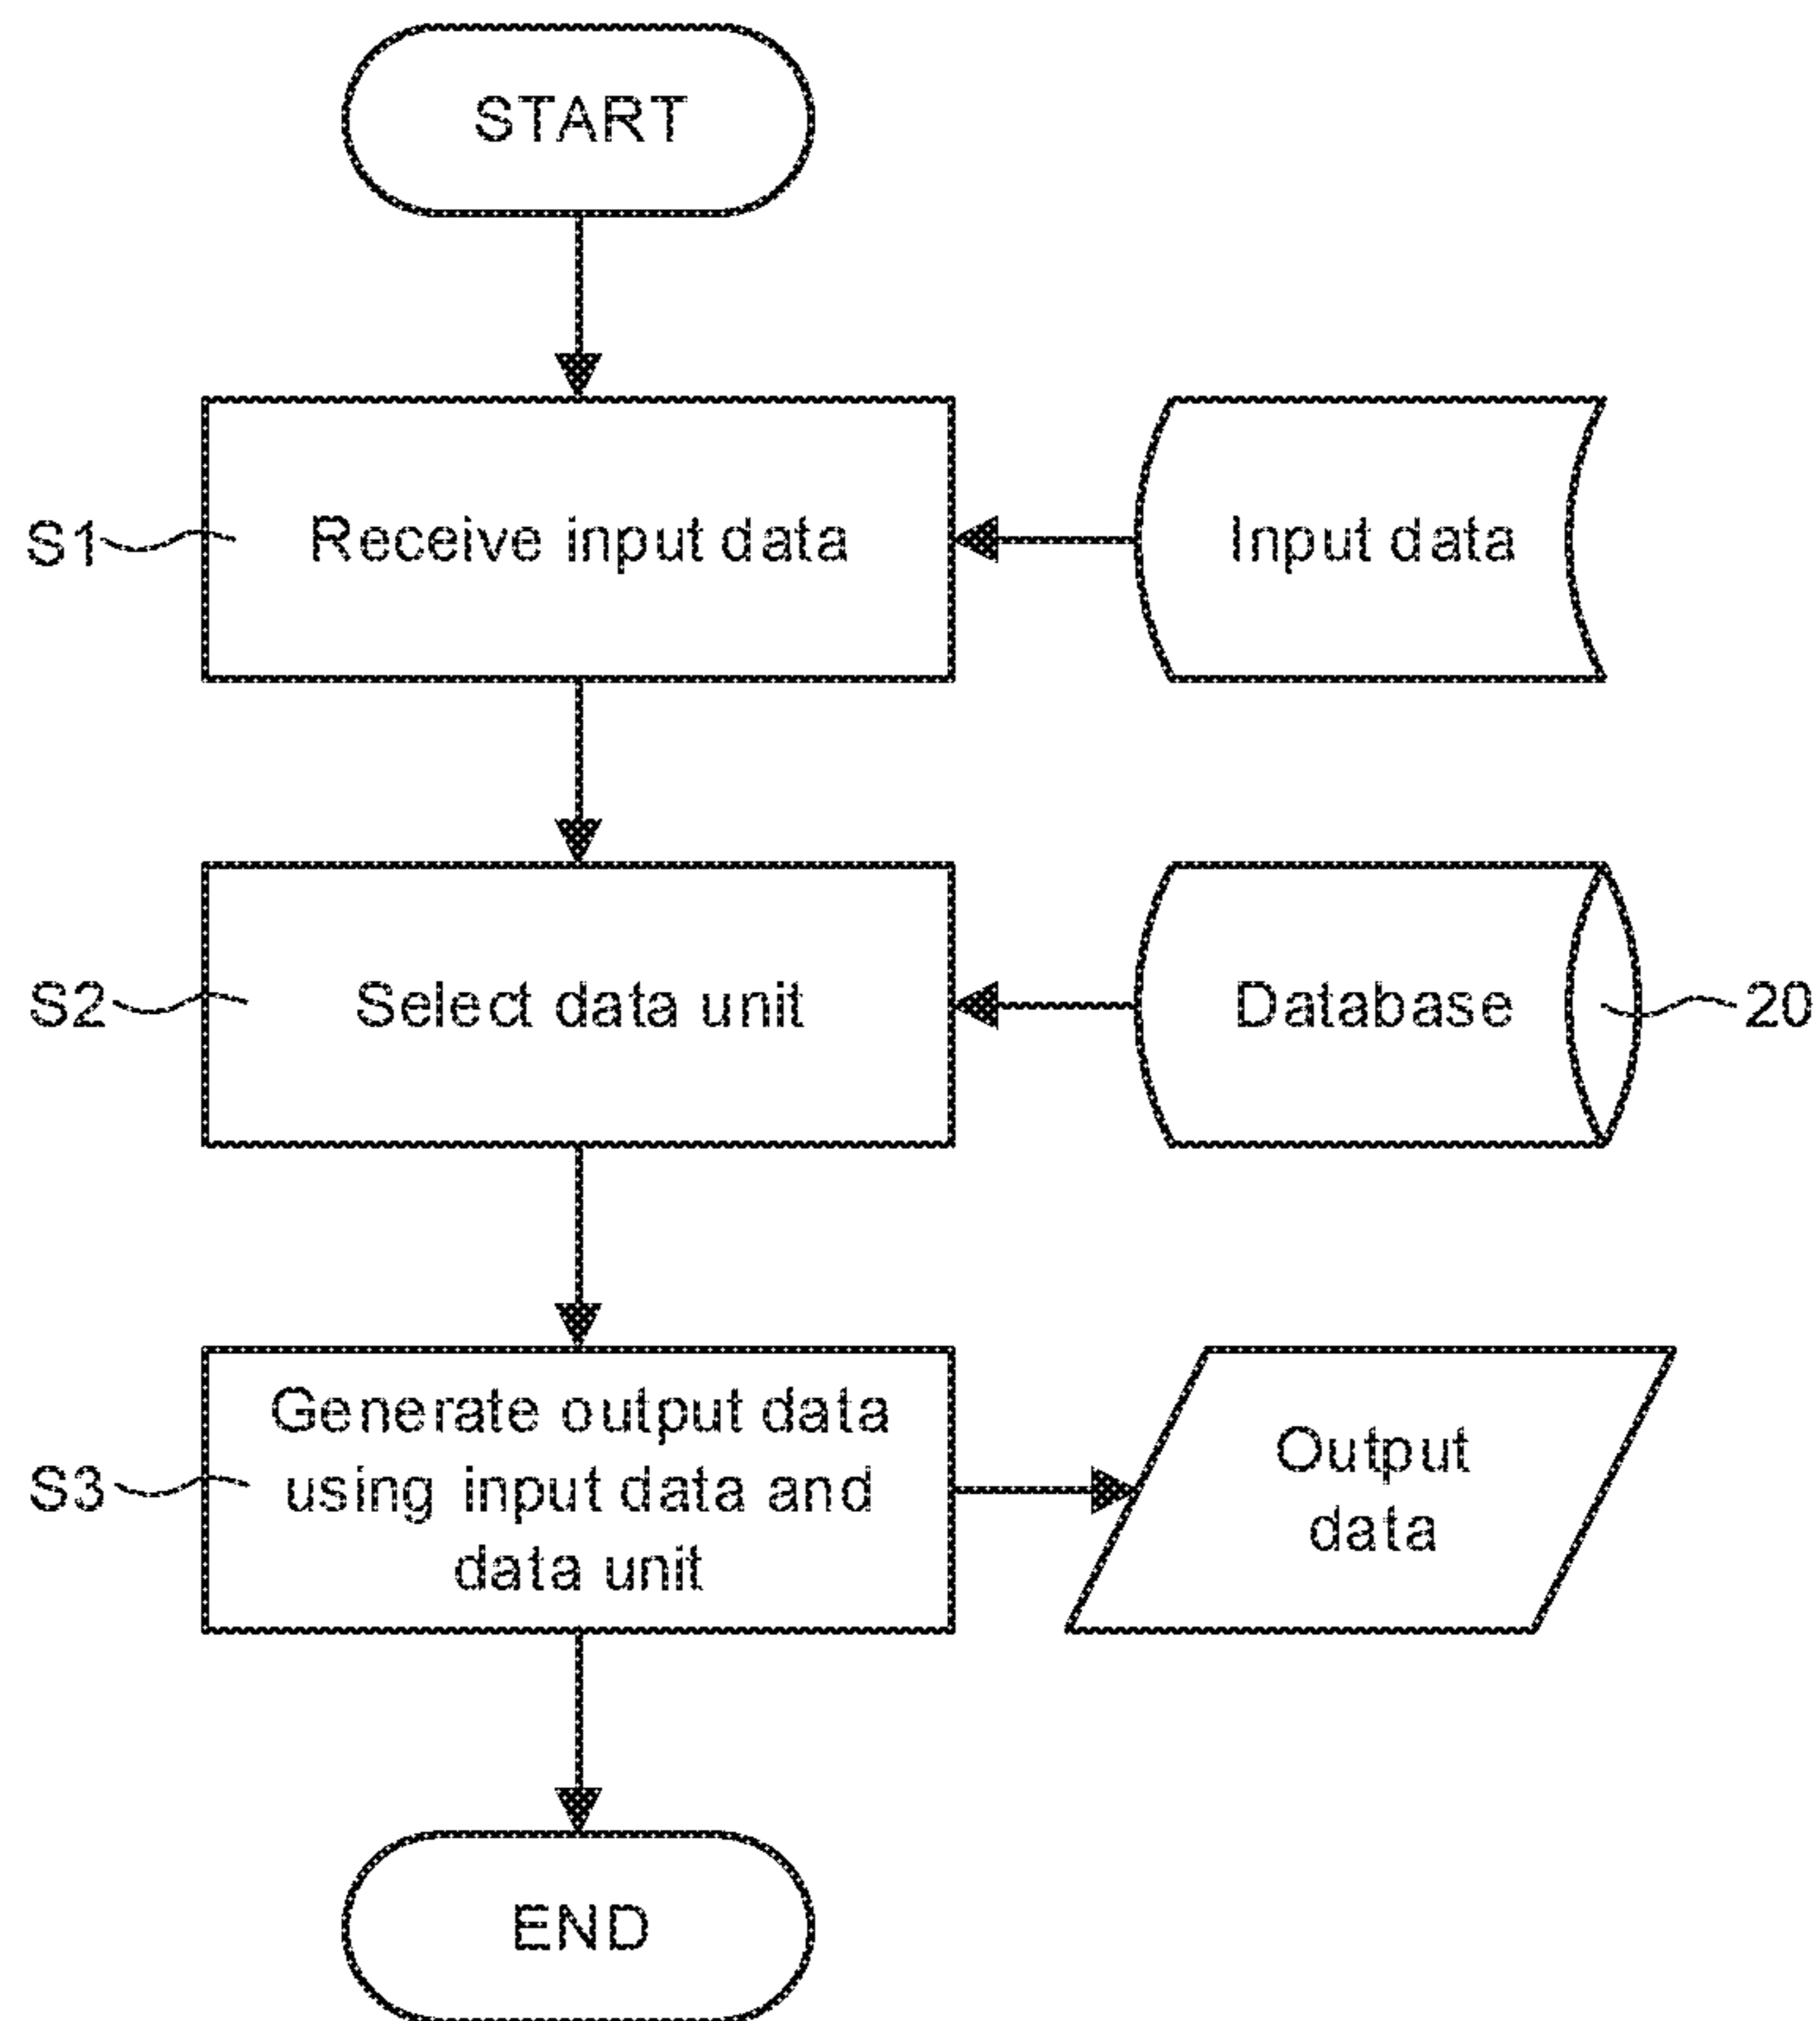 START
S1
Receive input data
Input data
S2
Select data unit
Database
20
S3
Generate output data
using input data and
data unit
Output
data
END